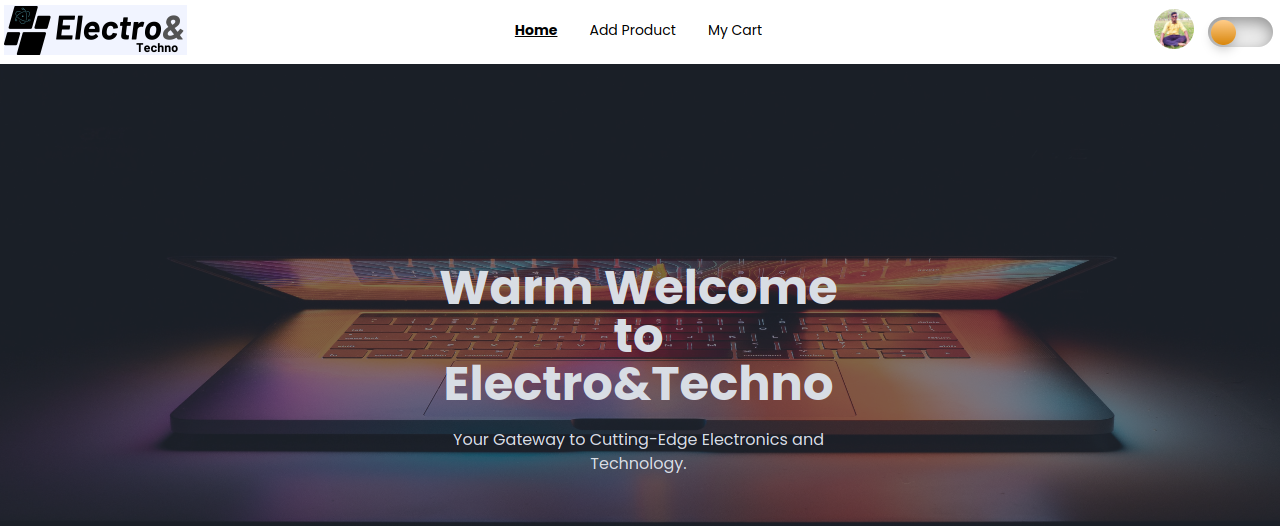 Electro&
Techno
Home
Add Product
My Cart
Warm Welcome
to
Electro&Techno
Your Gateway to Cutting-Edge Electronics and
Technology.